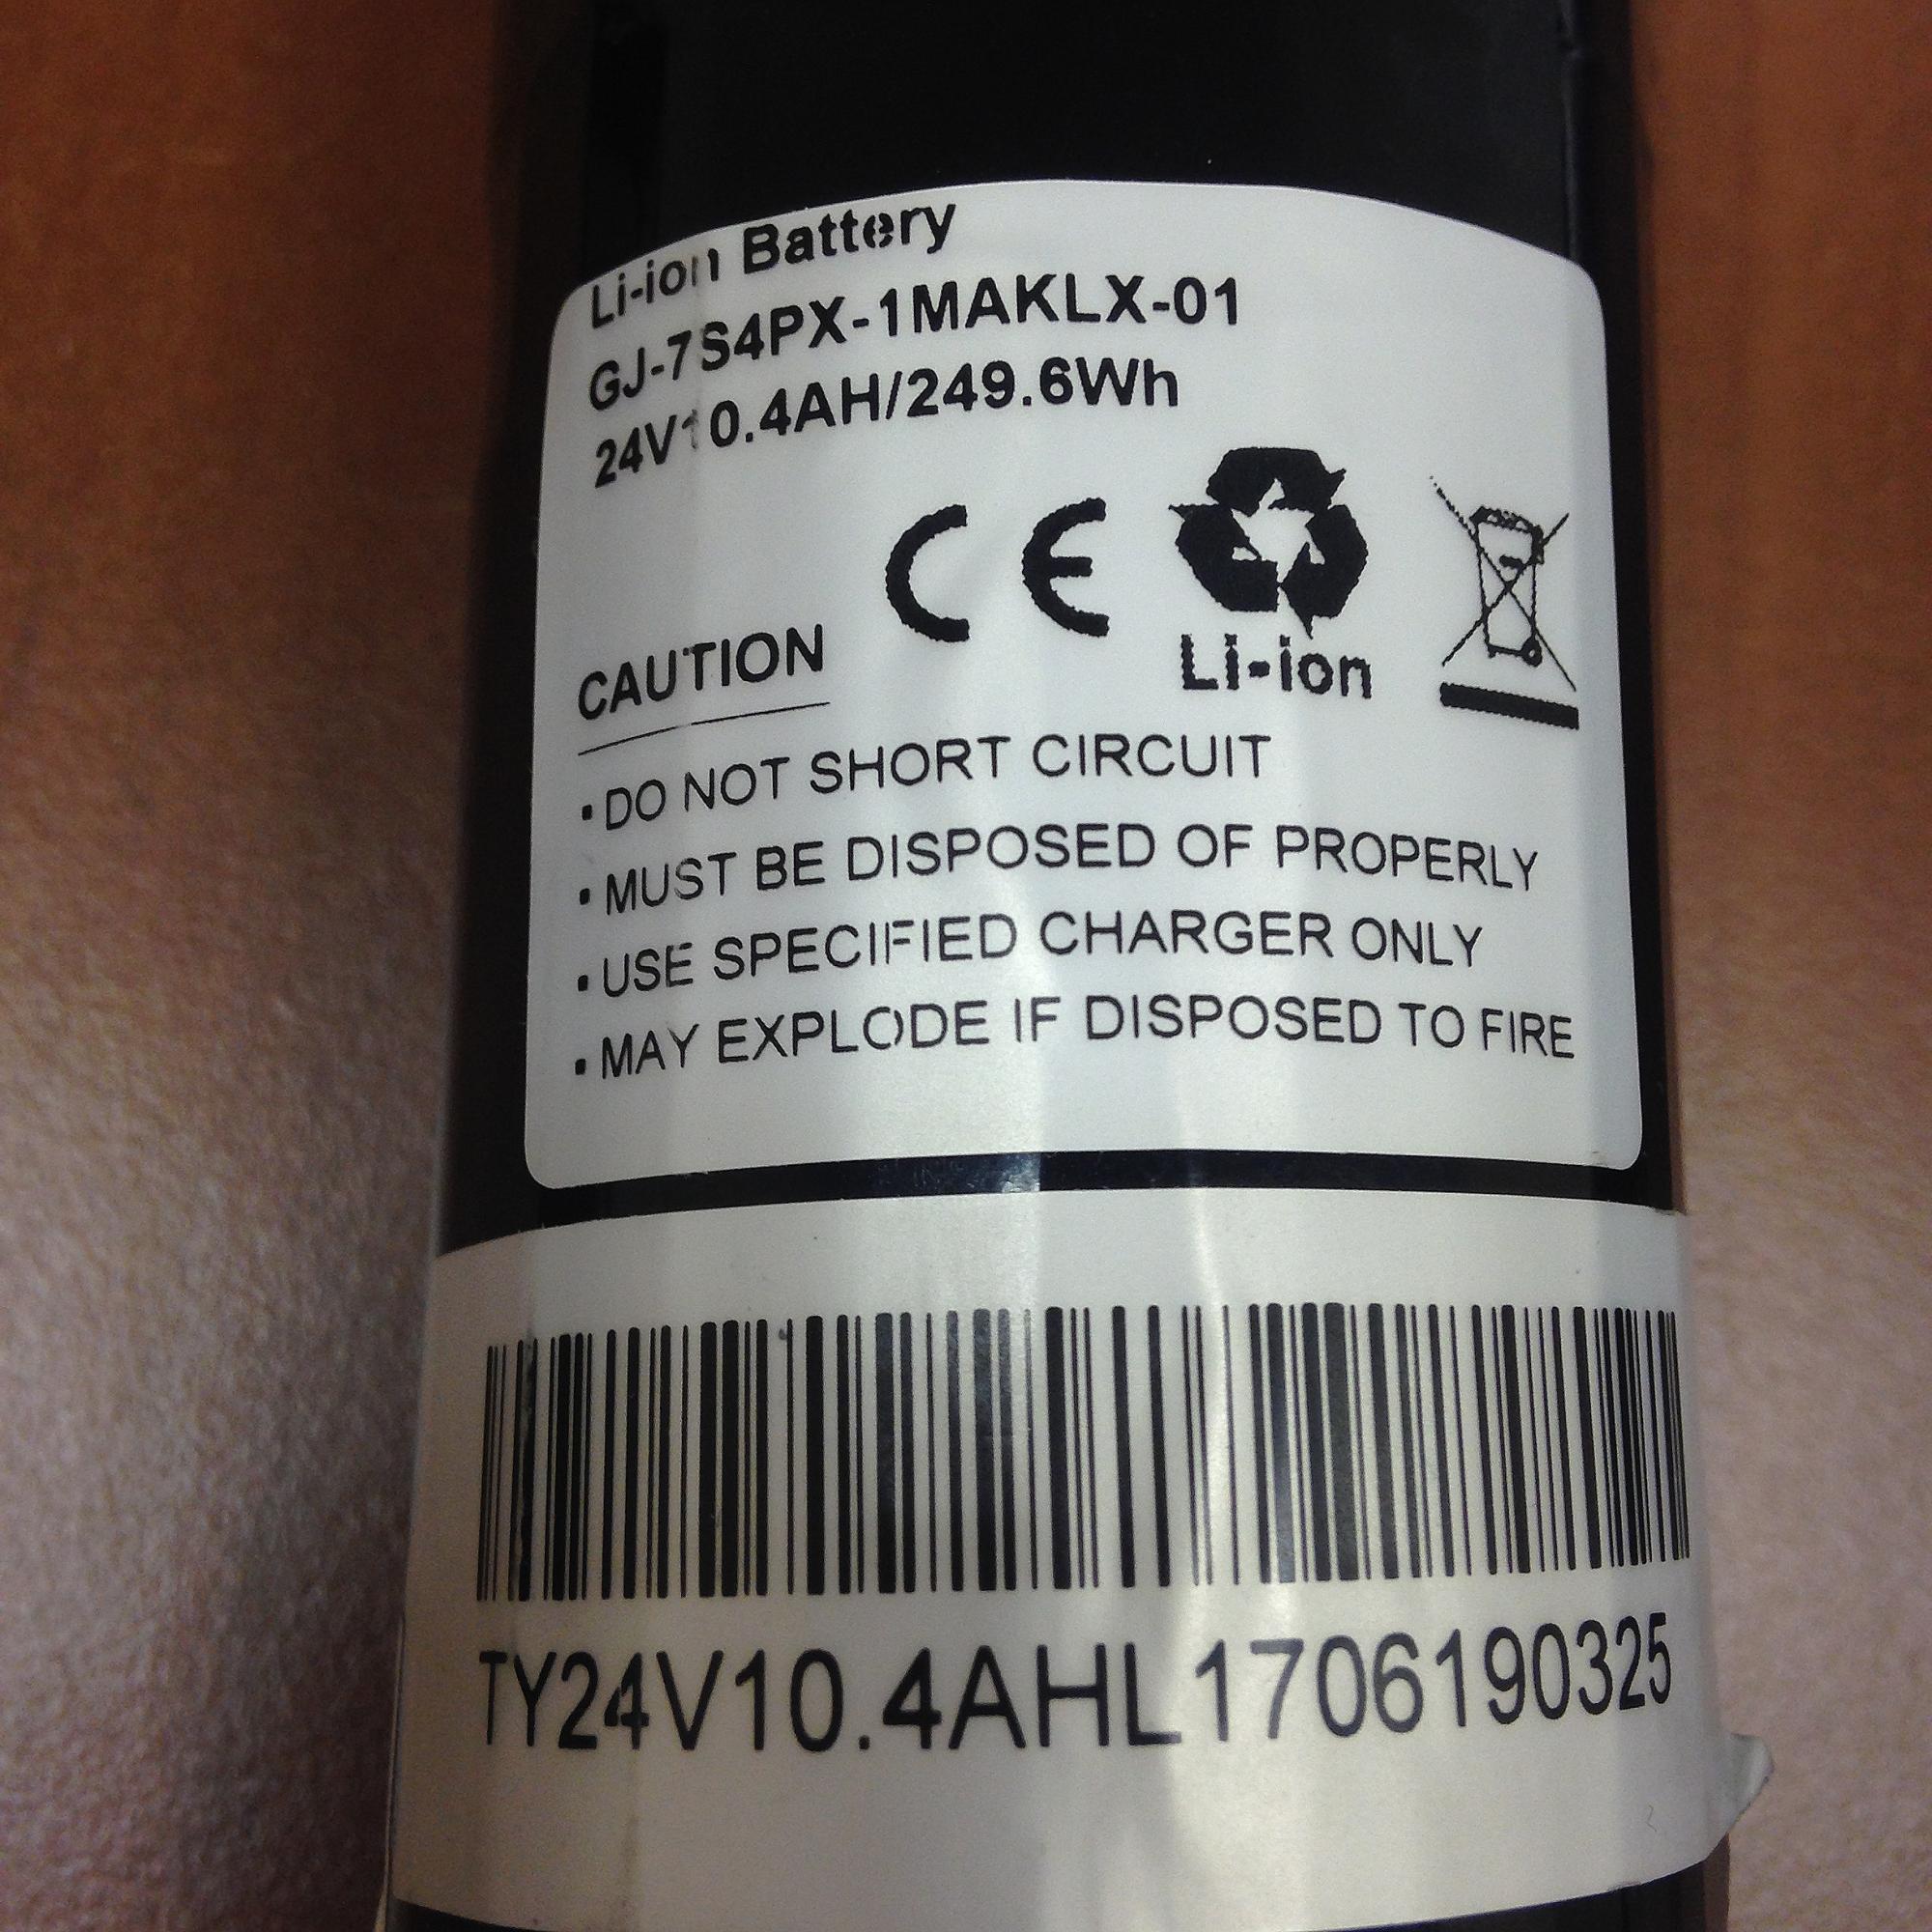 Li-ion Battery
GJ-7S4PX-1MAKLX-01
24V10.4AH/249.6Wh
CE
Li-ion
CAUTION
·DO NOT SHORT CIRCUIT
·MUST BE DISPOSED OF PROPERLY
·USE SPECIFIED CHARGER ONLY
·MAY EXPLODE IF DISPOSED TO FIRE
TY24V10.4AHL1706190325